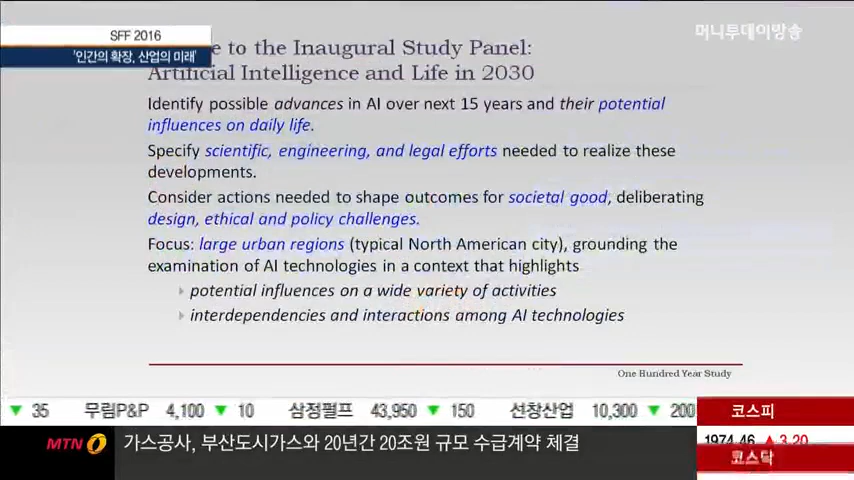 SFF 2016
'인간의 확장, 산업의 미래'
머니투데이방송
e to the Inaugural Study Panel:
Artificial Intelligence and Life in 2030
Identify possible advances in AI over next 15 years and their potential
influences on daily life.
Specify scientific, engineering, and legal efforts needed to realize these
developments.
Consider actions needed to shape outcomes for societal good, deliberating
design, ethical and policy challenges.
Focus: large urban regions (typical North American city), grounding the
examination of AI technologies in a context that highlights
potential influences on a wide variety of activities
interdependencies and interactions among AI technologies
One Hundred Year Study
▼ 35 무림P&P 4,100 ▼ 10 삼정펄프 43,950 ▼ 150 선창산업 10,300 ▼ 200
코스피
MTN 가스공사, 부산도시가스와 20년간 20조원 규모 수급계약 체결
1974.46 ▲ 3.20
코스닥